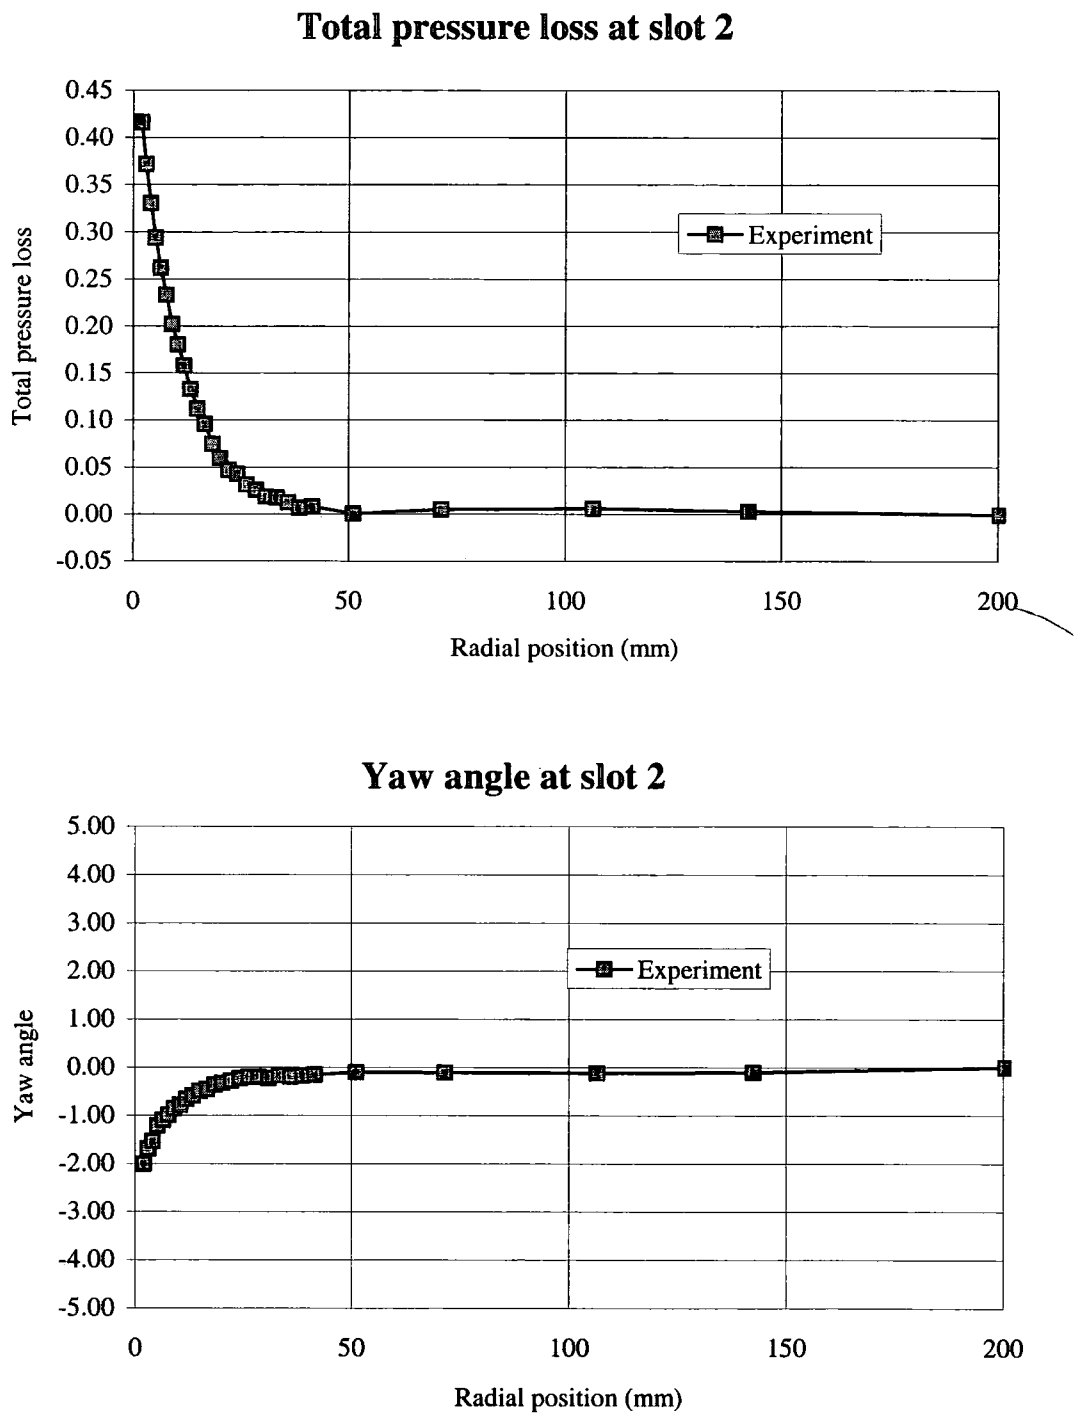 Total pressure loss at slot 2
0.45
0.40
0.35
0.30
0.25
0.20
0.15
0.10
0.05
0.00
-0.05
Total pressure loss
Experiment
0 50 100 150 200
Radial position (mm)
Yaw angle at slot 2
5.00
4.00
3.00
2.00
1.00
0.00
-1.00
-2.00
-3.00
-4.00
-5.00
Yaw angle
Experiment
0 50 100 150 200
Radial position (mm)